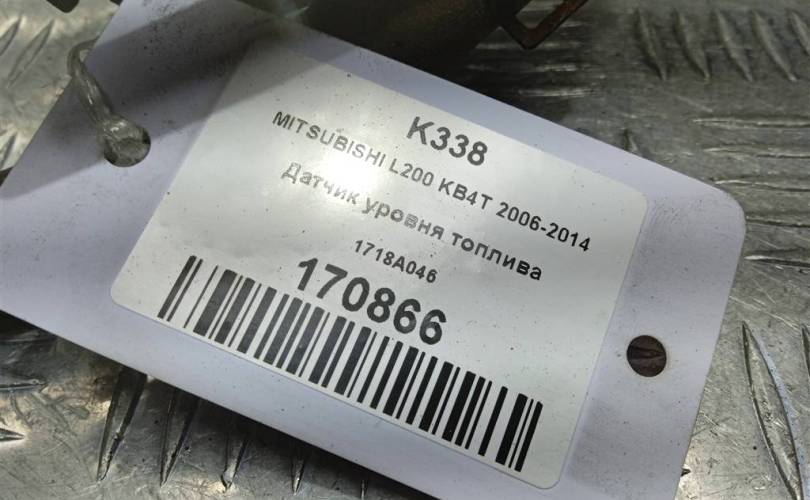 K338
MITSUBISHI L200 KB4T 2006-2014
Датчик уровня топлива
1718A046
170866